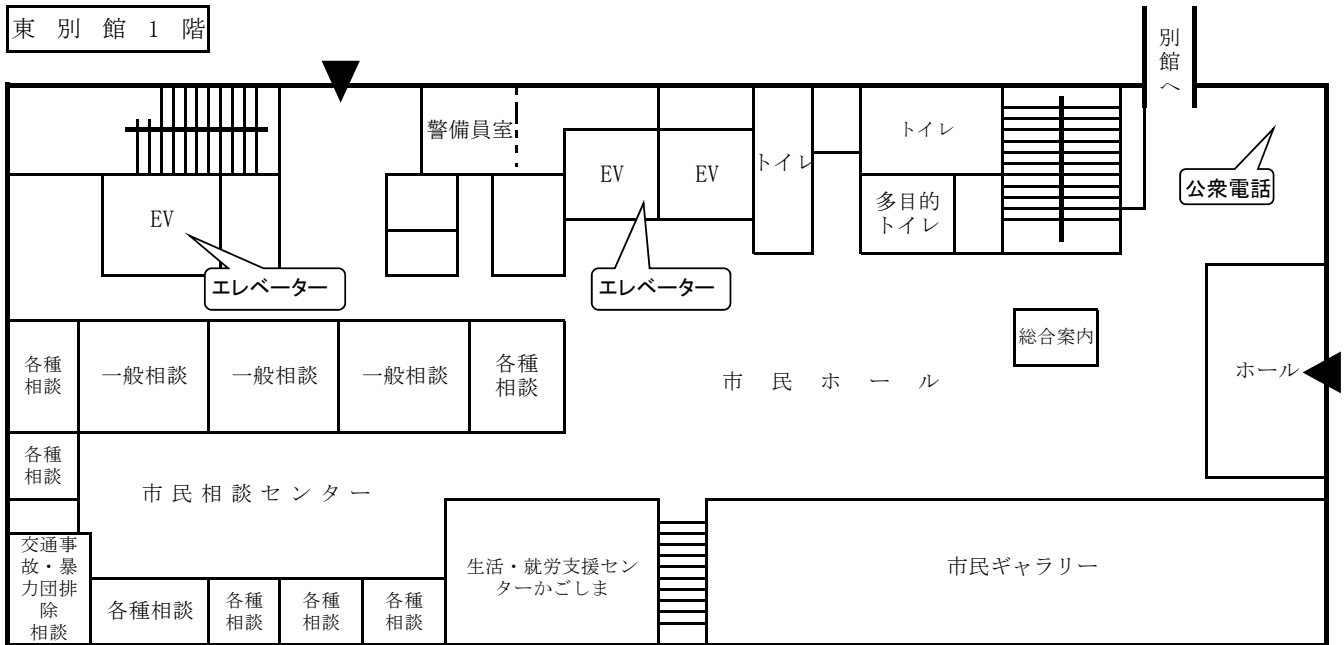 東別館1階
別館へ
警備員室
EV
EV
トイレ
トイレ
多目的
トイレ
公衆電話
EV
エレベーター
エレベーター
総合案内
各種
相談
一般相談
一般相談
一般相談
各種
相談
市民ホール
ホール
各種
相談
市民相談センター
交通事
故・暴
力団排
除
相談
各種相談
各種
相談
各種
相談
各種
相談
生活・就労支援セン
ターかごしま
市民ギャラリー